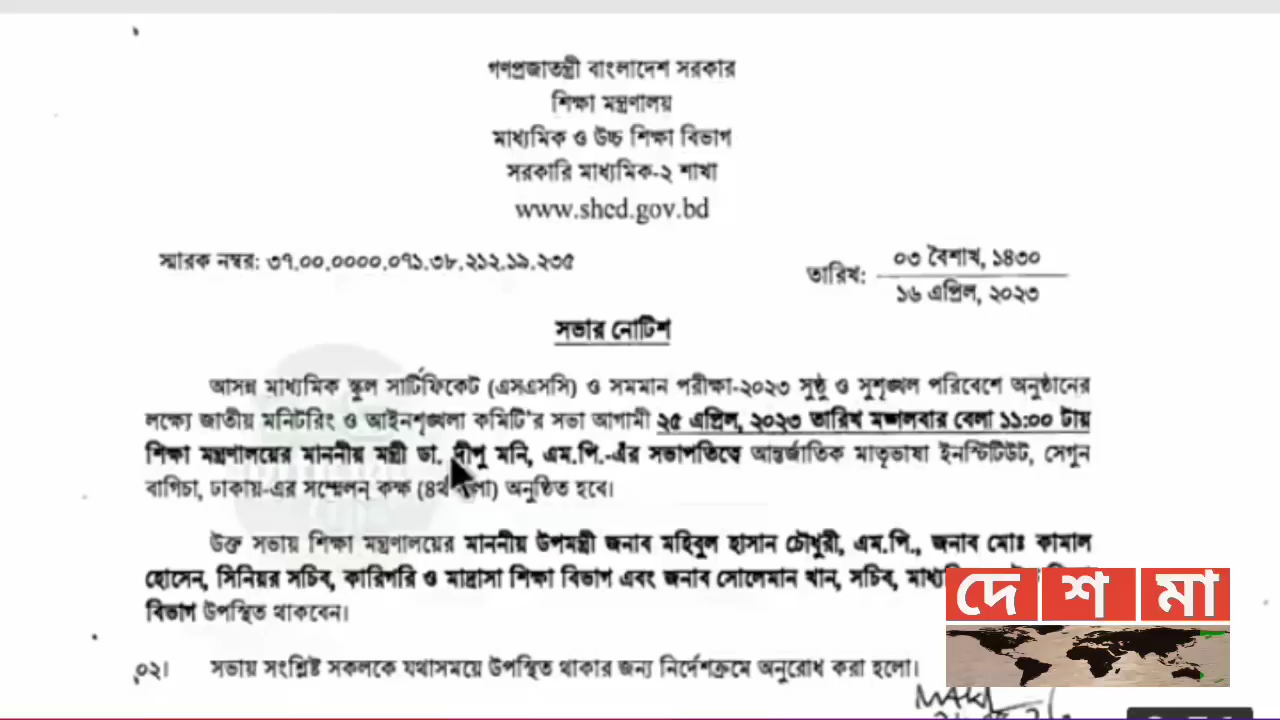 গণপ্রজাতন্ত্রী বাংলাদেশ সরকার
শিক্ষা মন্ত্রণালয়
মাধ্যমিক ও উচ্চ শিক্ষা বিভাগ
সরকারি মাধ্যমিক-২ শাখা
www.shed.gov.bd
স্মারক নম্বর: ৩৭.০০.০০০০.০৭১.৩৮.২১২.১৯.২৩৫
০৩ বৈশাখ, ১৪৩০
তারিখ:
১৬ এপ্রিল, ২০২৩
সভার নোটিশ
আসন্ন মাধ্যমিক স্কুল সার্টিফিকেট (এসএসসি) ও সমমান পরীক্ষা-২০২৩ সুষ্ঠু ও সুশৃঙ্খল পরিবেশে অনুষ্ঠানের
লক্ষ্যে জাতীয় মনিটরিং ও আইনশৃঙ্খলা কমিটি'র সভা আগামী ২৫ এপ্রিল, ২০২৩ তারিখ মঙ্গলবার বেলা ১১:০০ টায়
শিক্ষা মন্ত্রণালয়ের মাননীয় মন্ত্রী ডা. দীপু মনি, এম.পি.-এঁর সভাপতিত্বে আন্তর্জাতিক মাতৃভাষা ইনস্টিটিউট, সেগুন
বাগিচা, ঢাকায়-এর সম্মেলন কক্ষ (৪র্থ তলা) অনুষ্ঠিত হবে।
উক্ত সভায় শিক্ষা মন্ত্রণালয়ের মাননীয় উপমন্ত্রী জনাব মহিবুল হাসান চৌধুরী, এম.পি., জনাব মোঃ কামাল
হোসেন, সিনিয়র সচিব, কারিগরি ও মাদ্রাসা শিক্ষা বিভাগ এবং জনাব সোলেমান খান, সচিব,
বিভাগ উপস্থিত থাকবেন।
০২। সভায় সংশ্লিষ্ট সকলকে যথাসময়ে উপস্থিত থাকার জন্য নির্দেশক্রমে অনুরোধ করা হলো।
দে শ মা